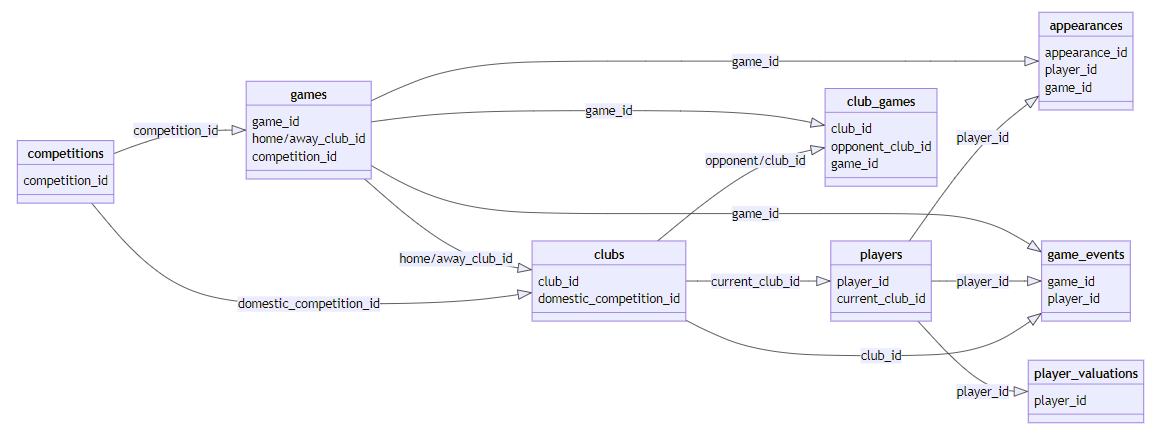 appearances
appearance_id
player_id
game_id
game_id
games
game_id
home/away_club_id
competition_id
club_games
club_id
opponent_club_id
game_id
game_id
competition_id
player_id
competitions
competition_id
opponent/club_id
game_id
clubs
club_id
domestic_competition_id
players
player_id
current_club_id
game_events
game_id
player_id
home/away_club_id
current_club_id
player_id
domestic_competition_id
club_id
player_valuations
player_id
player_id